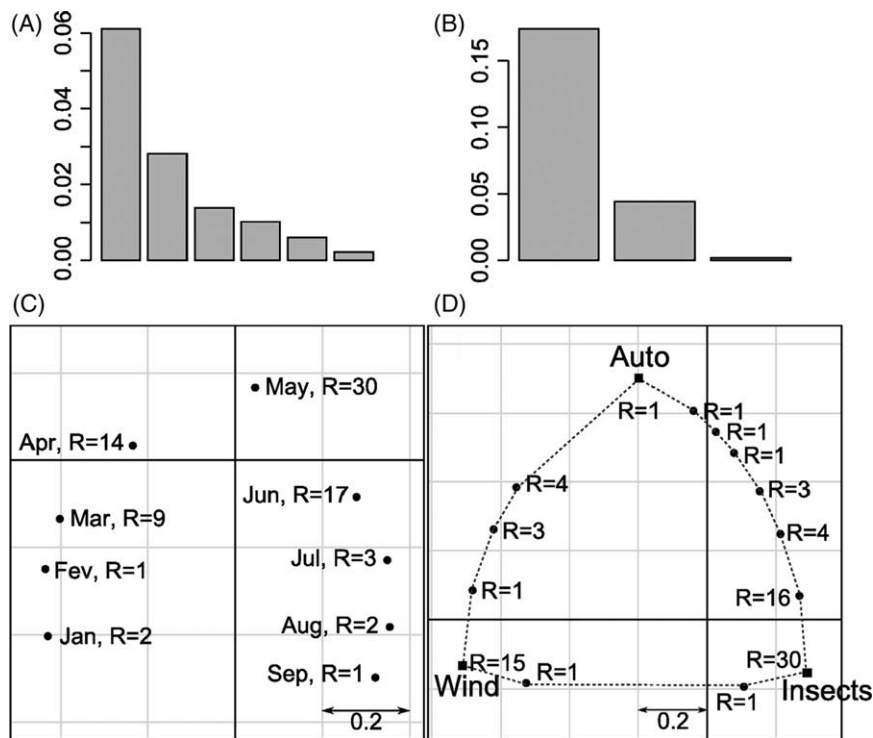 (A)
0.06
0.04
0.02
0.00
(B)
0.15
0.10
0.05
0.00
(C)
May, R=30
Apr, R=14
Jun, R=17
Mar, R=9
Jul, R=3
Fev, R=1
Aug, R=2
Jan, R=2
Sep, R=1
0.2
(D)
Auto
R=1
R=1
R=1
R=1
R=4
R=3
R=3
R=4
R=1
R=16
R=15
R=1
R=30
Wind
R=1
Insects
0.2